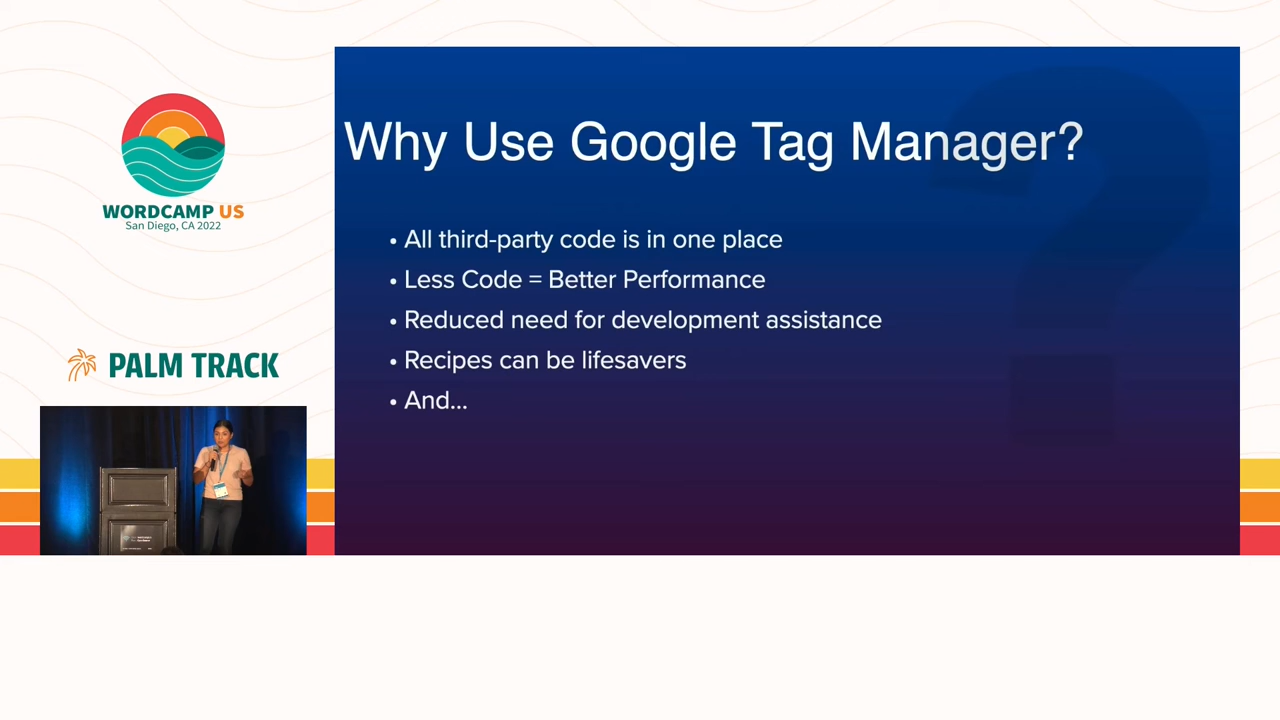 WORDCAMP US
San Diego, CA 2022
PALM TRACK
Why Use Google Tag Manager?
• All third-party code is in one place
• Less Code = Better Performance
• Reduced need for development assistance
• Recipes can be lifesavers
• And...